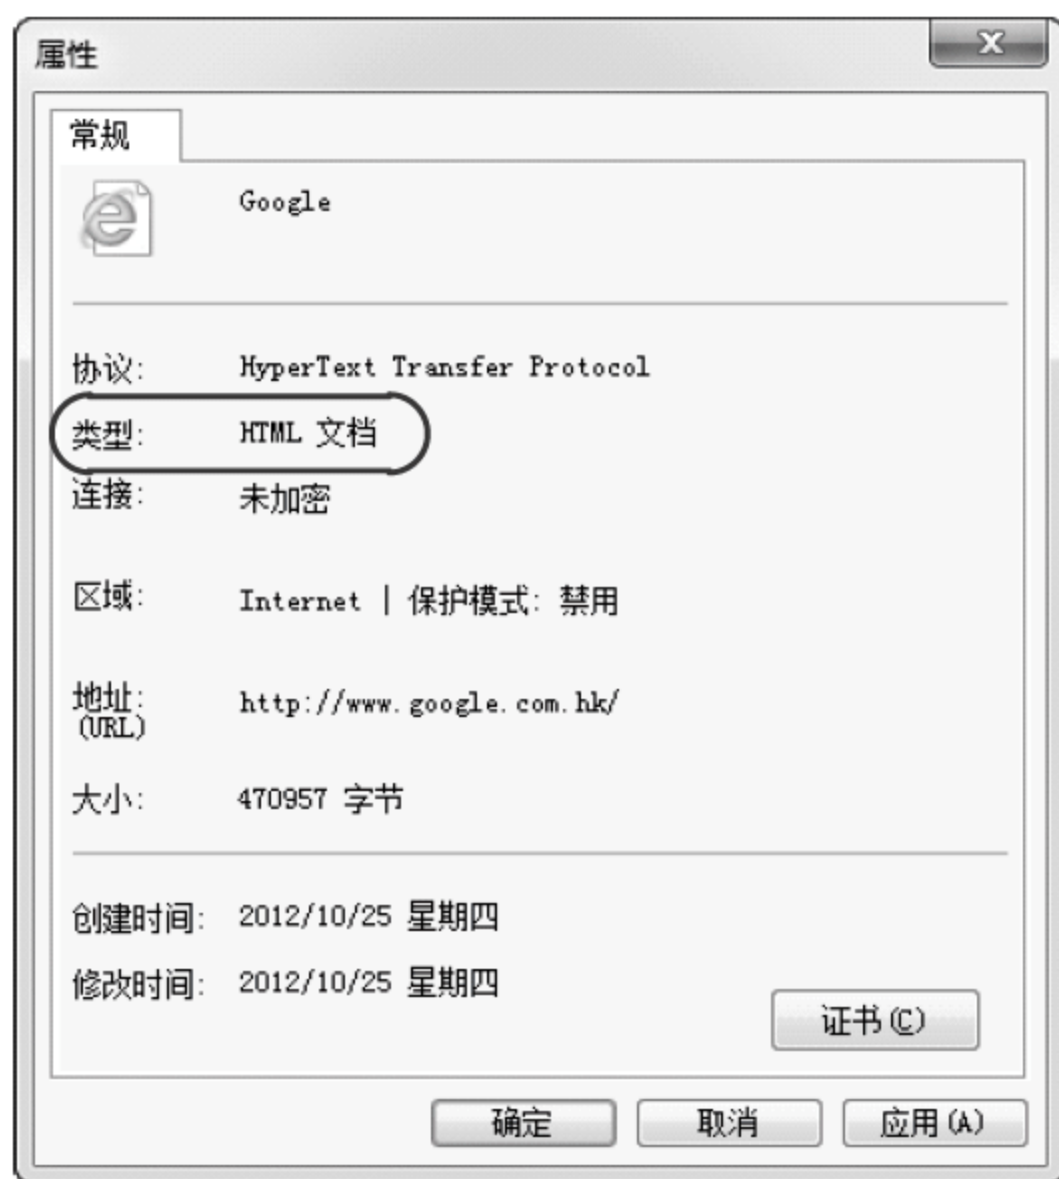 属性
常规
Google
协议: HyperText Transfer Protocol
类型: HTML 文档
连接: 未加密
区域: Internet | 保护模式: 禁用
地址: http://www.google.com.hk/
(URL)
大小: 470957 字节
创建时间: 2012/10/25 星期四
修改时间: 2012/10/25 星期四
证书(C)
确定 取消 应用(A)